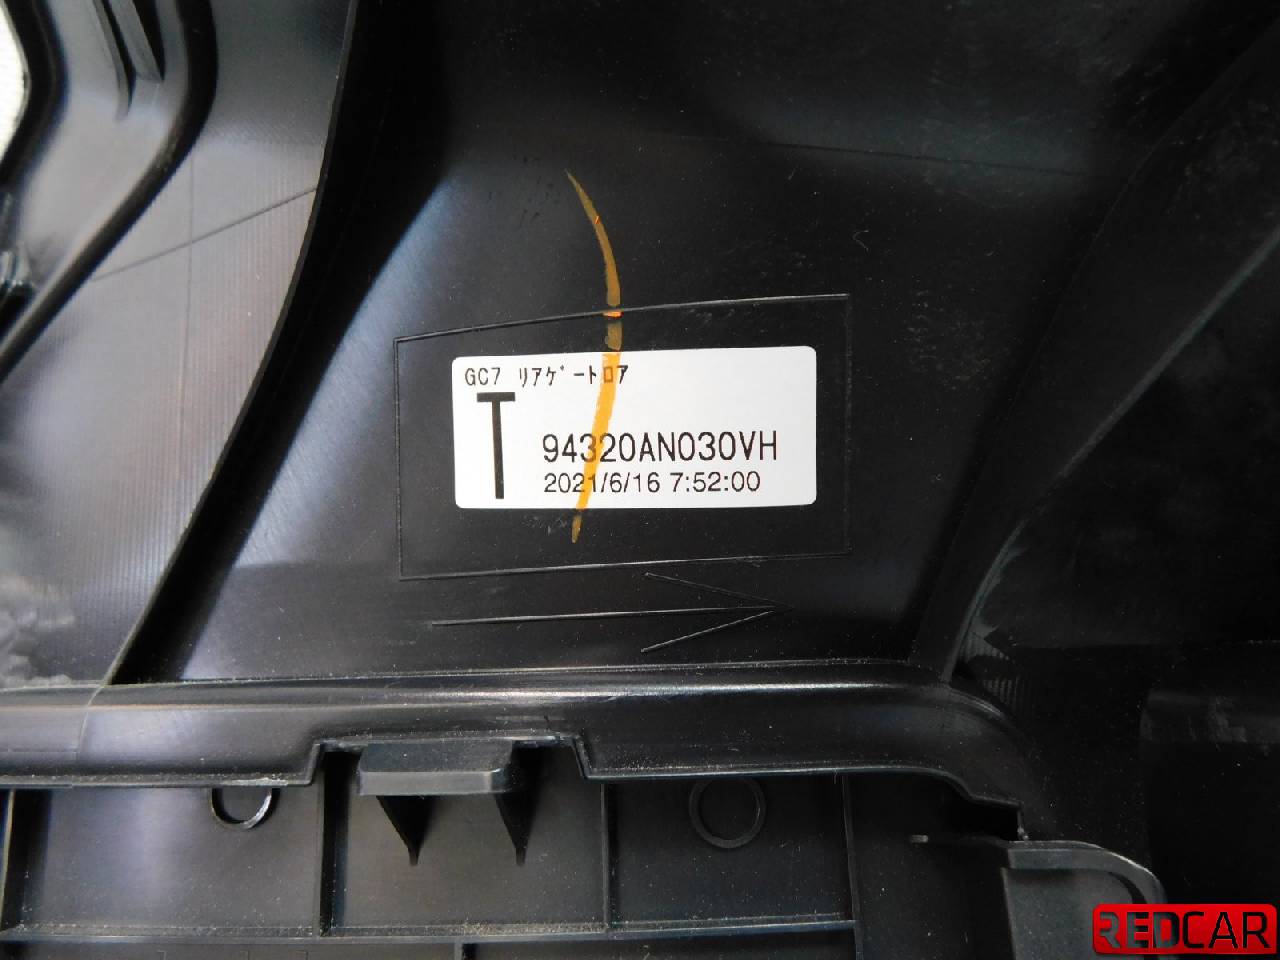 GC7 ﾘｱｹﾞｰﾄﾛｱ
T
94320AN030VH
2021/6/16 7:52:00
REDCAR